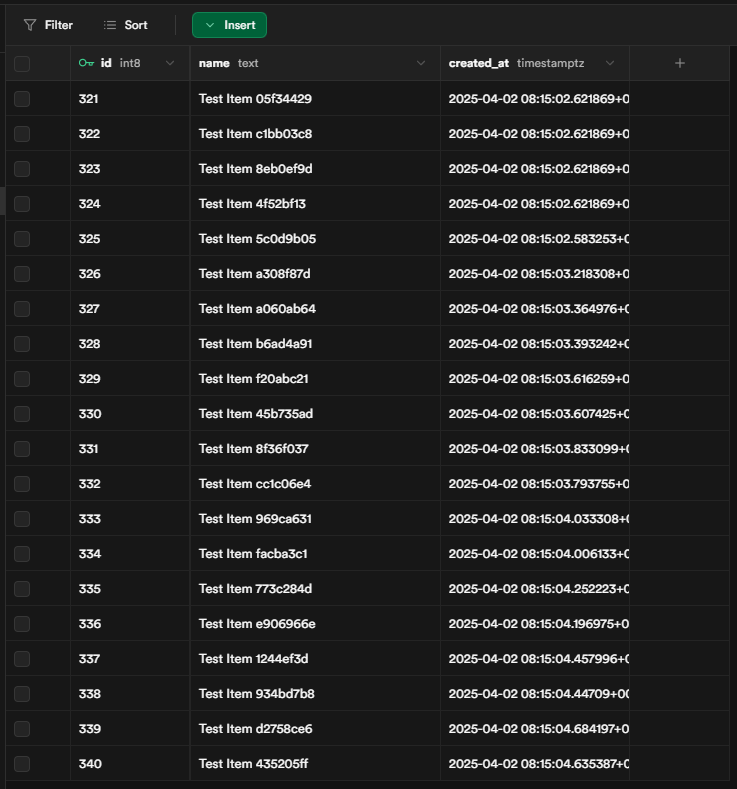 Filter Sort Insert
id int8 name text created_at timestamptz
321 Test Item 05f34429 2025-04-02 08:15:02.621869+0
322 Test Item c1bb03c8 2025-04-02 08:15:02.621869+0
323 Test Item 8eb0ef9d 2025-04-02 08:15:02.621869+0
324 Test Item 4f52bf13 2025-04-02 08:15:02.621869+0
325 Test Item 5c0d9b05 2025-04-02 08:15:02.583253+0
326 Test Item a308f87d 2025-04-02 08:15:03.218308+0
327 Test Item a060ab64 2025-04-02 08:15:03.364976+0
328 Test Item b6ad4a91 2025-04-02 08:15:03.393242+0
329 Test Item f20abc21 2025-04-02 08:15:03.616259+0
330 Test Item 45b735ad 2025-04-02 08:15:03.607425+0
331 Test Item 8f36f037 2025-04-02 08:15:03.833099+0
332 Test Item cc1c06e4 2025-04-02 08:15:03.793755+0
333 Test Item 969ca631 2025-04-02 08:15:04.033308+0
334 Test Item facba3c1 2025-04-02 08:15:04.006133+0
335 Test Item 773c284d 2025-04-02 08:15:04.252223+0
336 Test Item e906966e 2025-04-02 08:15:04.196975+0
337 Test Item 1244ef3d 2025-04-02 08:15:04.457996+0
338 Test Item 934bd7b8 2025-04-02 08:15:04.44709+00
339 Test Item d2758ce6 2025-04-02 08:15:04.684197+0
340 Test Item 435205ff 2025-04-02 08:15:04.635387+0